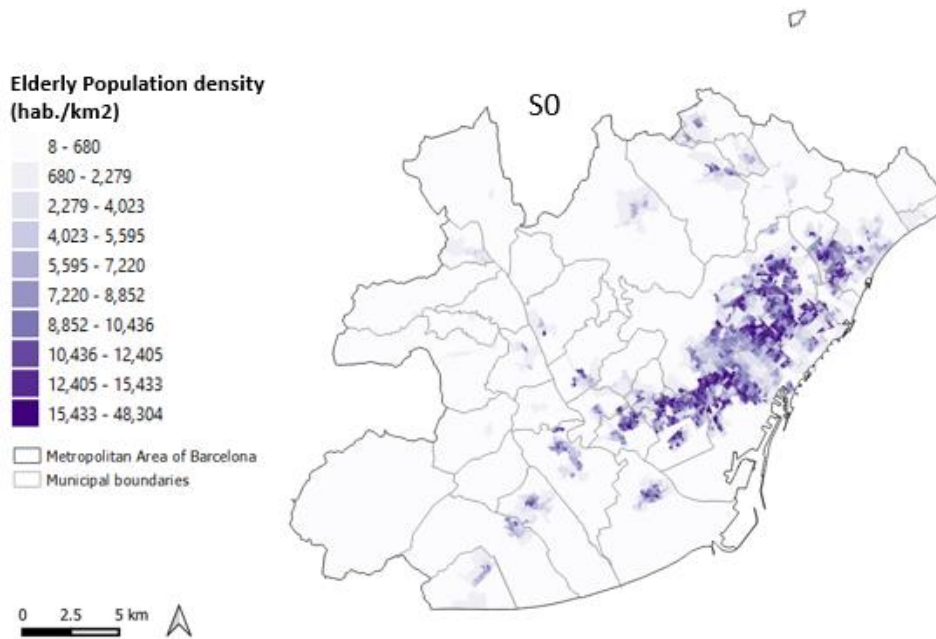 Elderly Population density
(hab./km2)
S0
8 - 680
680 - 2,279
2,279 - 4,023
4,023 - 5,595
5,595 - 7,220
7,220 - 8,852
8,852 - 10,436
10,436 - 12,405
12,405 - 15,433
15,433 - 48,304
Metropolitan Area of Barcelona
Municipal boundaries
0 2.5 5 km